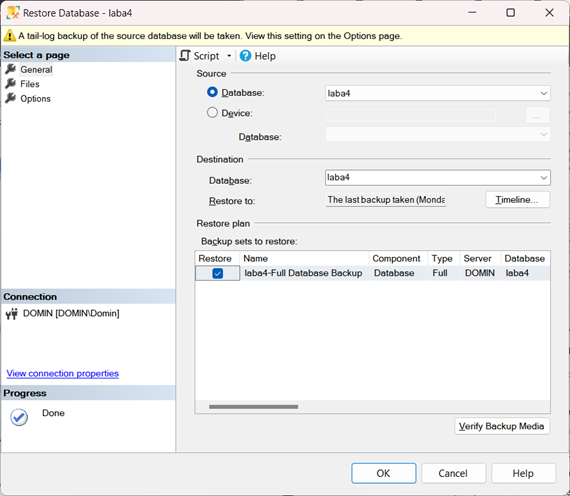 Restore Database - laba4
A tail-log backup of the source database will be taken. View this setting on the Options page.
Select a page
General
Files
Options
Script
Help
Source
Database:
laba4
Device:
...
Database:
Destination
Database:
laba4
Restore to:
The last backup taken (Monda
Timeline...
Restore plan
Backup sets to restore:
Restore Name Component Type Server Database
laba4-Full Database Backup Database Full DOMIN laba4
Connection
DOMIN [DOMIN\Domin]
View connection properties
Progress
Done
Verify Backup Media
OK Cancel Help